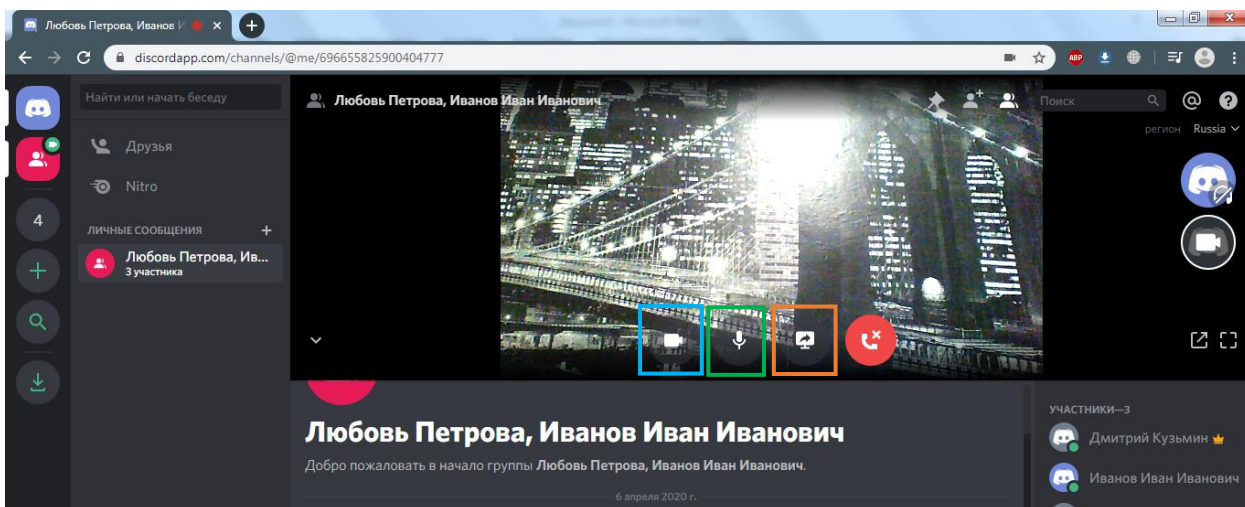 Любовь Петрова, Иванов И
discordapp.com/channels/@me/696655825900404777
ABP
Найти или начать беседу
Любовь Петрова, Иванов Иван Иванович
Поиск
регион Russia
Друзья
Nitro
4
ЛИЧНЫЕ СООБЩЕНИЯ
Любовь Петрова, Ив...
3 участника
Любовь Петрова, Иванов Иван Иванович
Добро пожаловать в начало группы Любовь Петрова, Иванов Иван Иванович.
6 апреля 2020 г.
УЧАСТНИКИ—3
Дмитрий Кузьмин
Иванов Иван Иванович